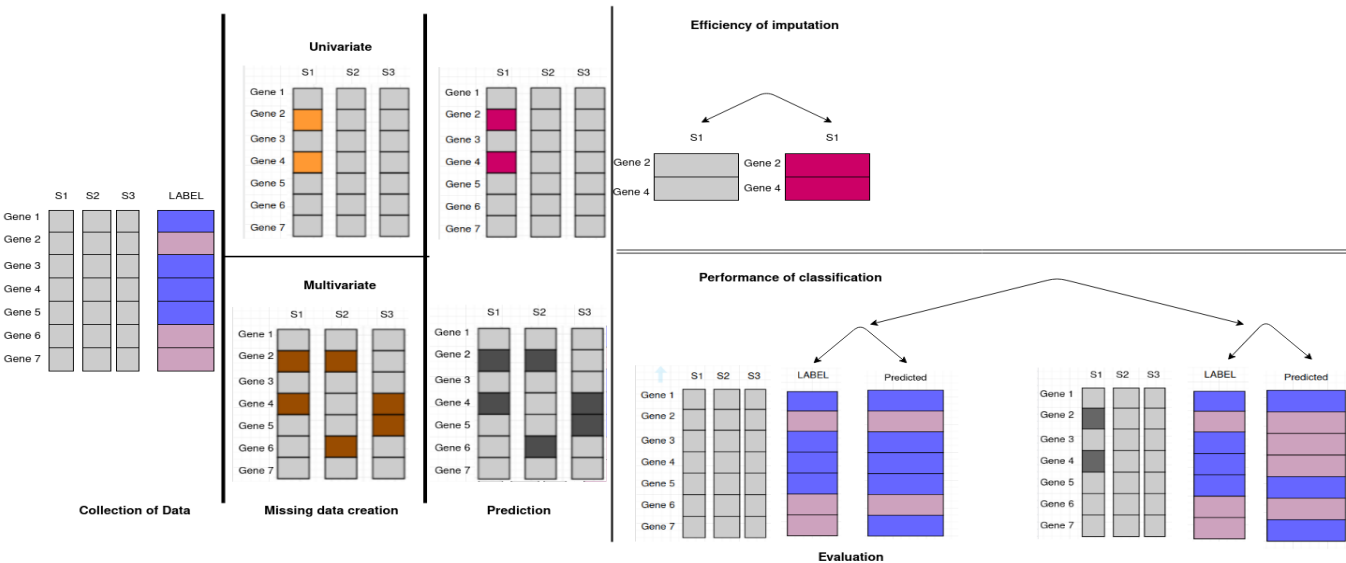 S1 S2 S3 LABEL
Gene 1
Gene 2
Gene 3
Gene 4
Gene 5
Gene 6
Gene 7
Collection of Data
Univariate
S1 S2 S3
Gene 1
Gene 2
Gene 3
Gene 4
Gene 5
Gene 6
Gene 7
Multivariate
S1 S2 S3
Gene 1
Gene 2
Gene 3
Gene 4
Gene 5
Gene 6
Gene 7
Missing data creation
S1 S2 S3
Gene 1
Gene 2
Gene 3
Gene 4
Gene 5
Gene 6
Gene 7
S1 S2 S3
Gene 1
Gene 2
Gene 3
Gene 4
Gene 5
Gene 6
Gene 7
Prediction
Efficiency of imputation
S1 S1
Gene 2 Gene 2
Gene 4 Gene 4
Performance of classification
S1 S2 S3 LABEL Predicted
Gene 1
Gene 2
Gene 3
Gene 4
Gene 5
Gene 6
Gene 7
S1 S2 S3 LABEL Predicted
Gene 1
Gene 2
Gene 3
Gene 4
Gene 5
Gene 6
Gene 7
Evaluation